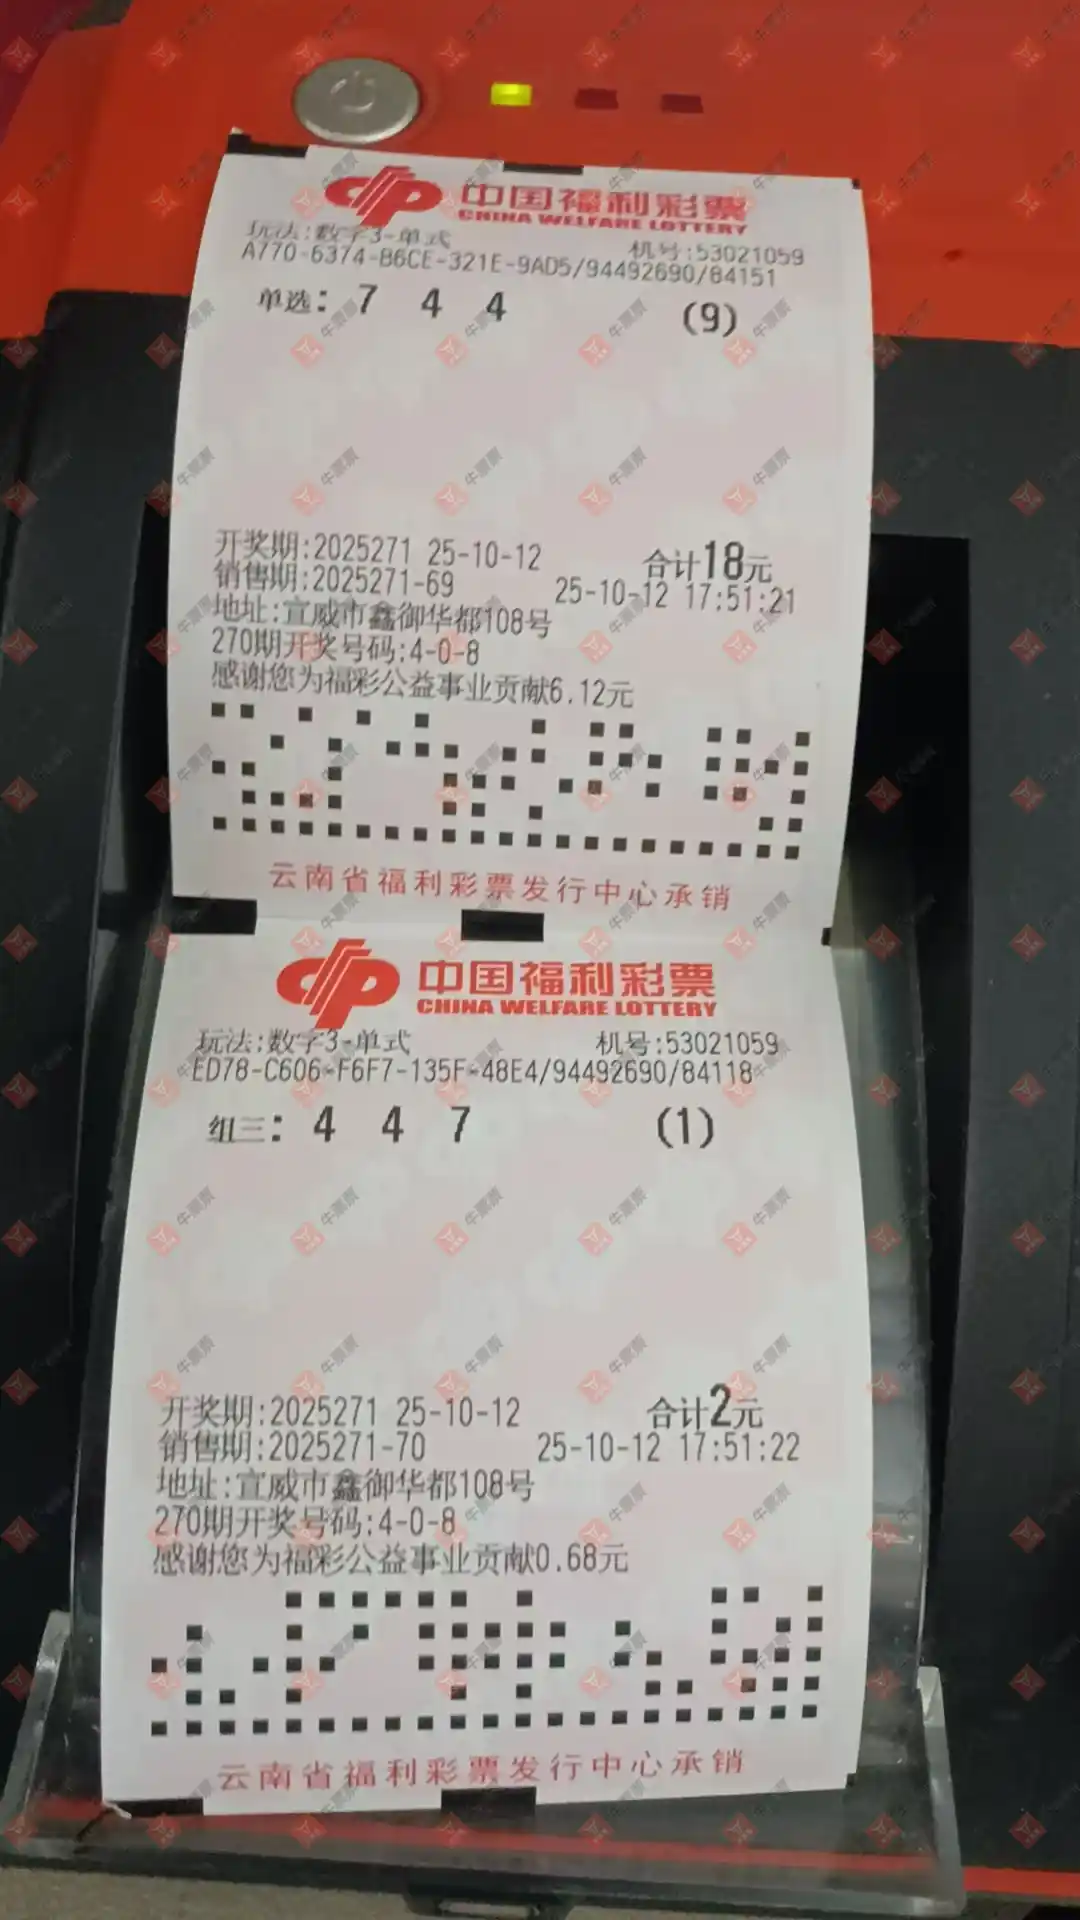 中国福利彩票
CHINA WELFARE LOTTERY
玩法:数字3-单式 机号:53021059
A770-6374-B6CE-321E-9AD5/94492690/84151
单选: 7 4 4 (9)
开奖期:2025271 25-10-12 合计18元
销售期:2025271-69 25-10-12 17:51:21
地址:宣威市鑫御华都108号
270期开奖号码:4-0-8
感谢您为福彩公益事业贡献6.12元
云南省福利彩票发行中心承销
中国福利彩票
CHINA WELFARE LOTTERY
玩法:数字3-单式 机号:53021059
ED78-C606-F6F7-135F-48E4/94492690/84118
组三: 4 4 7 (1)
开奖期:2025271 25-10-12 合计2元
销售期:2025271-70 25-10-12 17:51:22
地址:宣威市鑫御华都108号
270期开奖号码:4-0-8
感谢您为福彩公益事业贡献0.68元
云南省福利彩票发行中心承销
牛票票